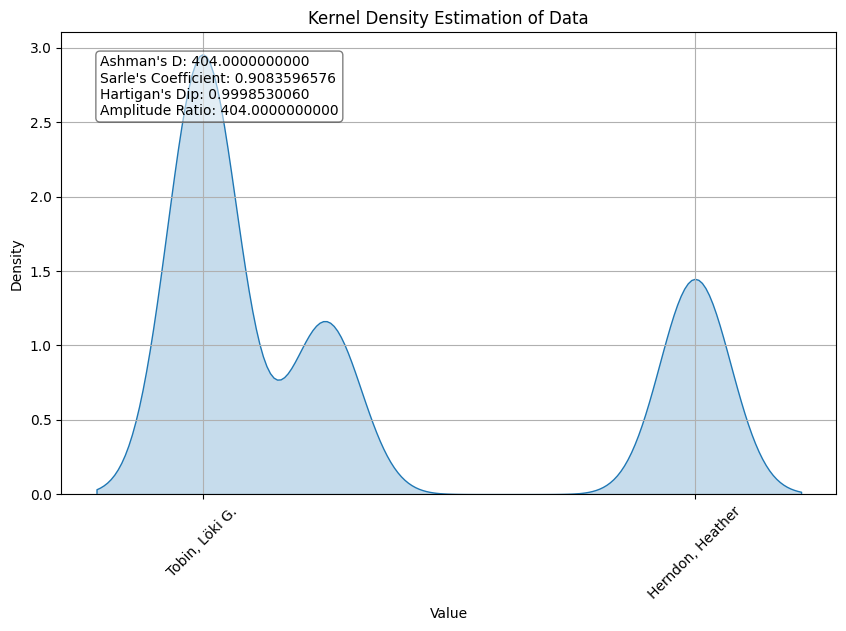 Kernel Density Estimation of Data
Ashman's D: 404.0000000000
Sarle's Coefficient: 0.9083596576
Hartigan's Dip: 0.9998530060
Amplitude Ratio: 404.0000000000
Density
3.0
2.5
2.0
1.5
1.0
0.5
0.0
Tobin, Löki G.
Herndon, Heather
Value